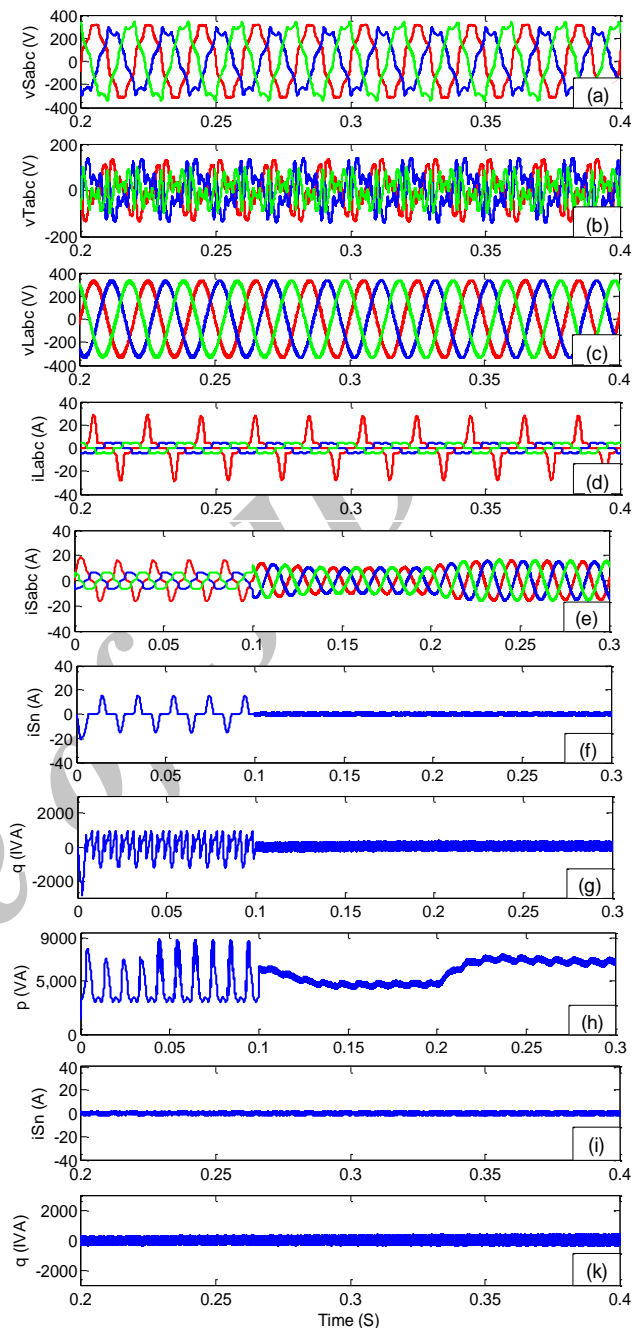 400
200
0
-200
-400
vSabc (V)
(a)
0.2 0.25 0.3 0.35 0.4
200
0
-200
vTabc (V)
(b)
0.2 0.25 0.3 0.35 0.4
400
200
0
-200
-400
vLabc (V)
(c)
0.2 0.25 0.3 0.35 0.4
40
20
0
-20
-40
iLabc (A)
(d)
0.2 0.25 0.3 0.35 0.4
40
20
0
-20
-40
iSabc (A)
(e)
0 0.05 0.1 0.15 0.2 0.25 0.3
40
20
0
-20
-40
iSn (A)
(f)
0 0.05 0.1 0.15 0.2 0.25 0.3
2000
0
-2000
q (IVA)
(g)
0 0.05 0.1 0.15 0.2 0.25 0.3
9000
5,000
0
p (VA)
(h)
0 0.05 0.1 0.15 0.2 0.25 0.3
40
20
0
-20
-40
iSn (A)
(i)
0.2 0.25 0.3 0.35 0.4
2000
0
-2000
q (IVA)
(k)
0.2 0.25 0.3 0.35 0.4
Time (S)